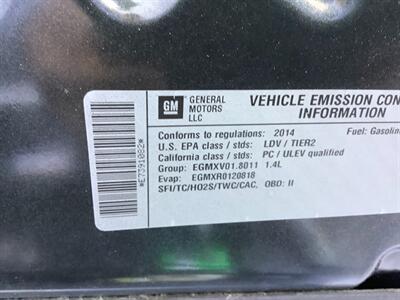 GM GENERAL MOTORS LLC
VEHICLE EMISSION CON
INFORMATION
Conforms to regulations: 2014 Fuel: Gasolin
U.S. EPA class / stds: LDV / TIER2
California class / stds: PC / ULEV qualified
Group: EGMXV01.8011 1.4L
Evap: EGMXR0120818
SFI/TC/HO2S/TWC/CAC, OBD: II
*E7391082*